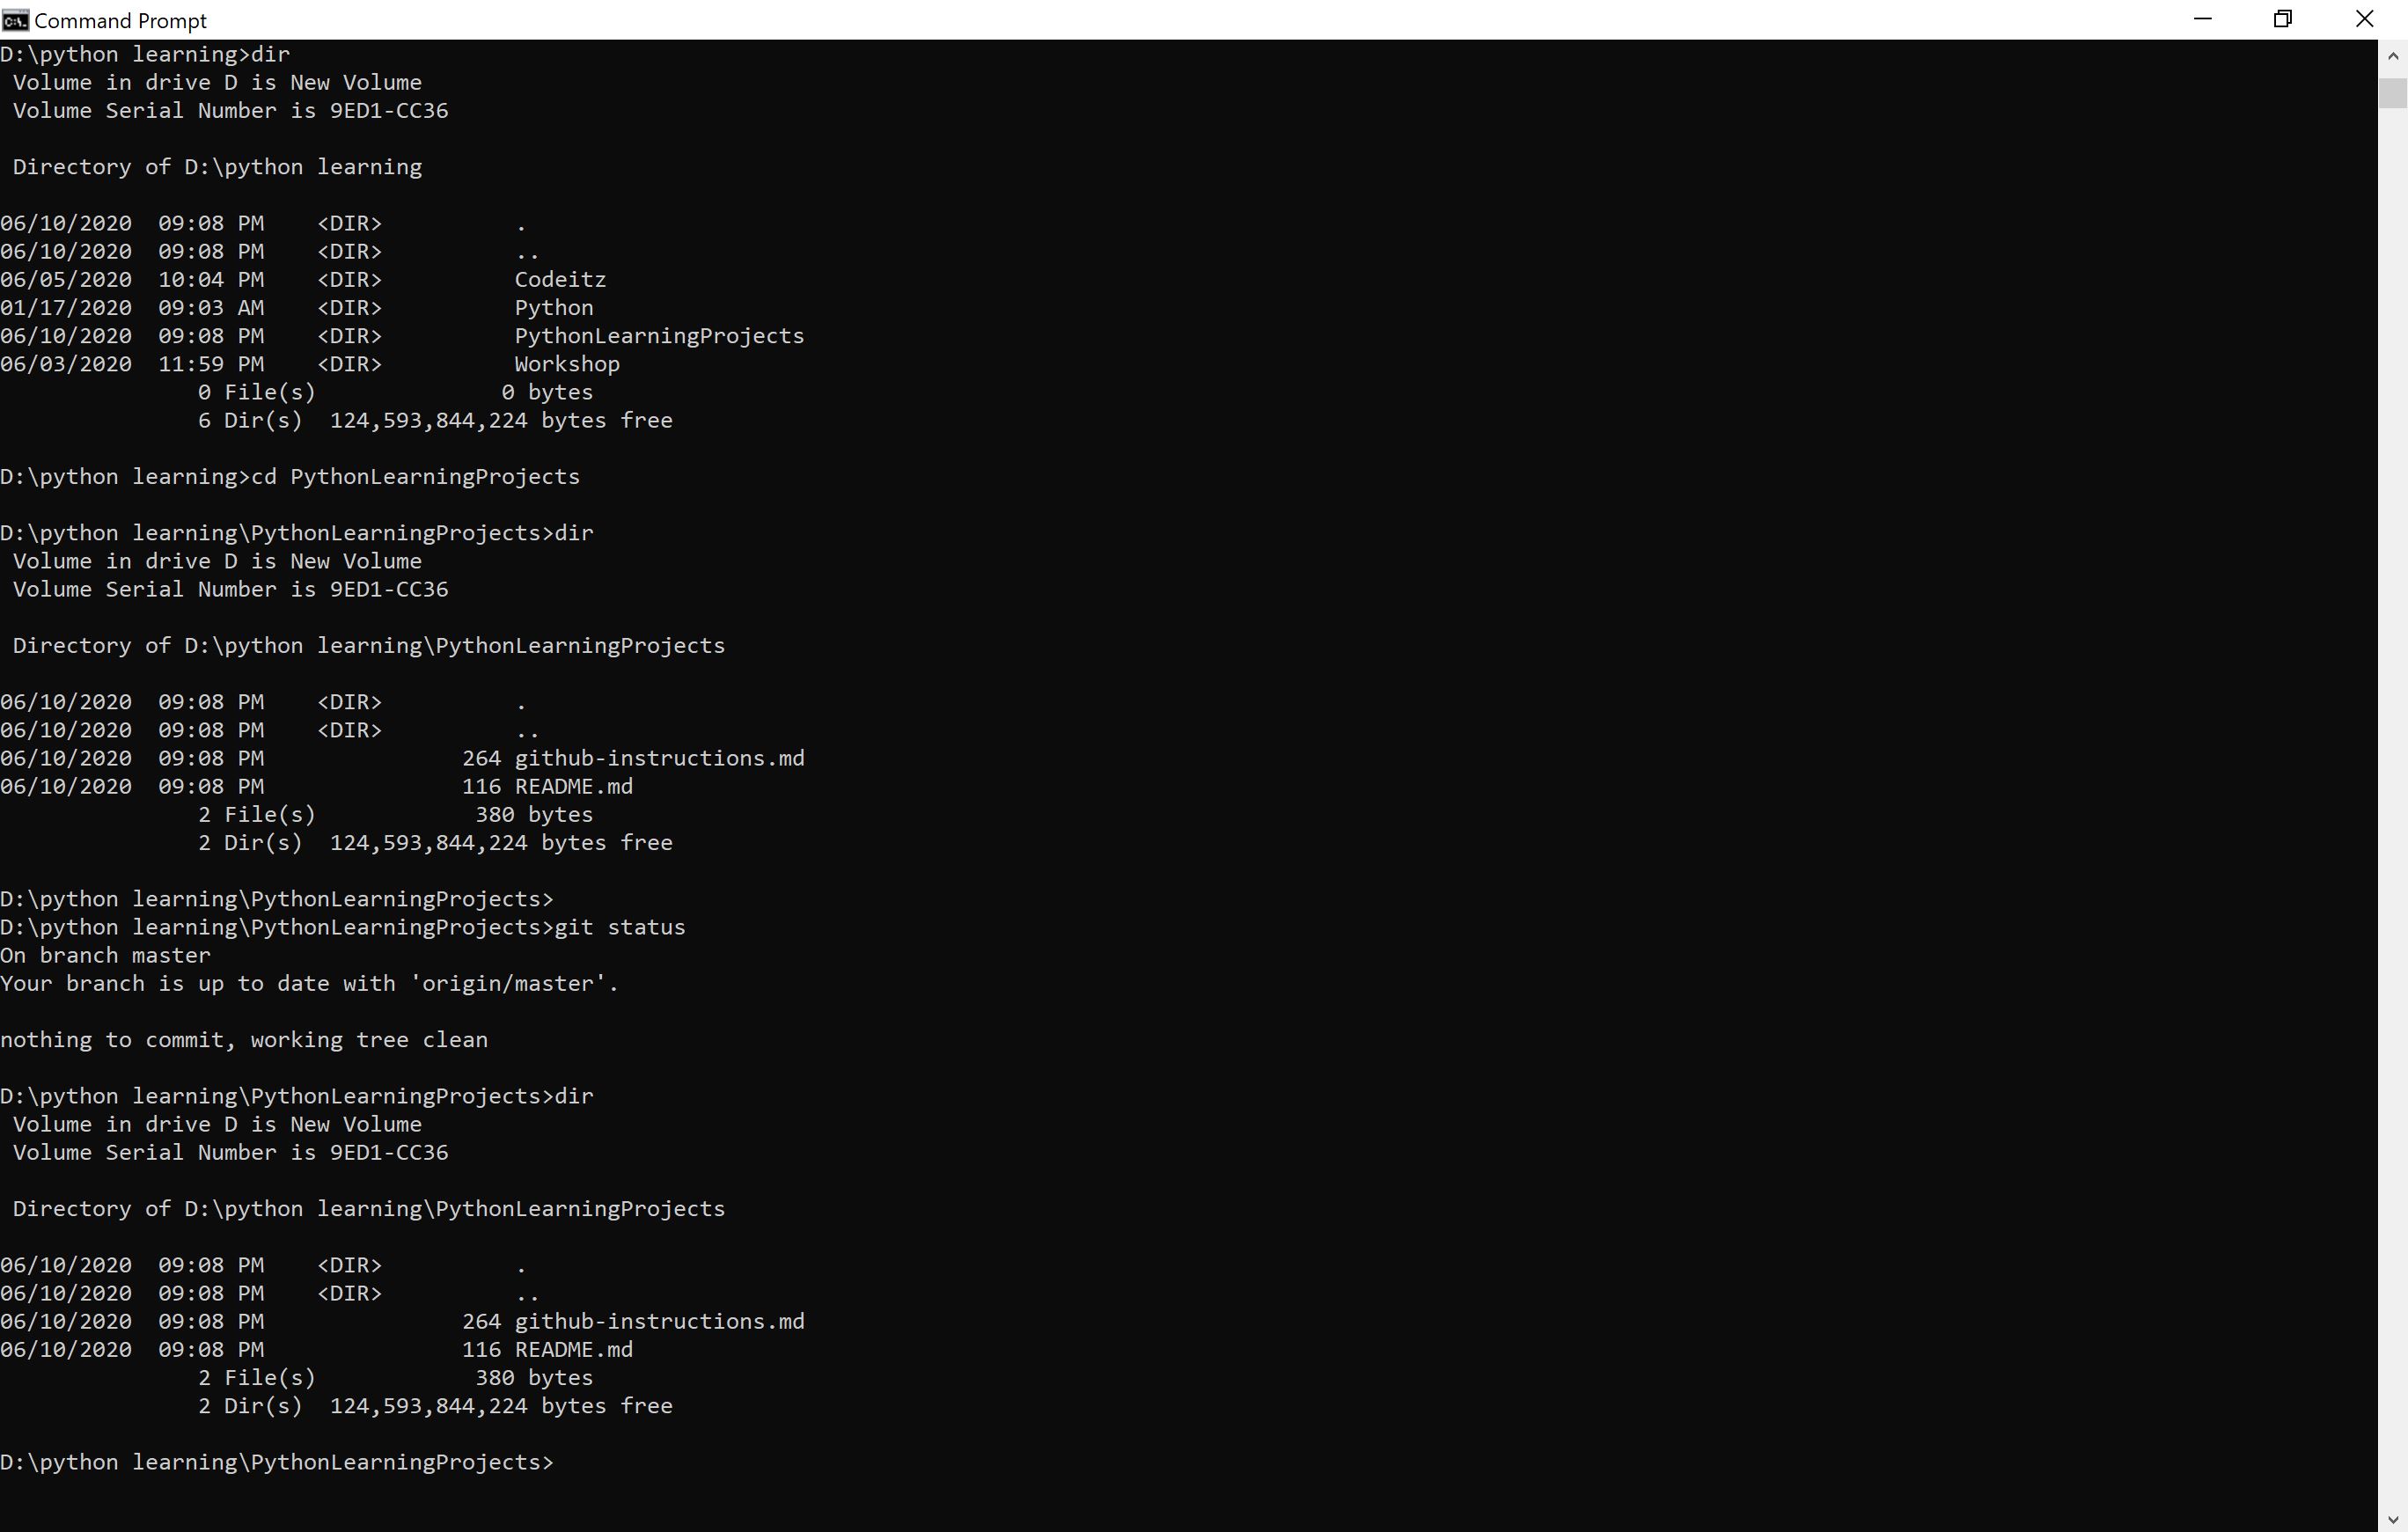 Command Prompt
D:\python learning>dir
 Volume in drive D is New Volume
 Volume Serial Number is 9ED1-CC36

 Directory of D:\python learning

06/10/2020  09:08 PM    <DIR>          .
06/10/2020  09:08 PM    <DIR>          ..
06/05/2020  10:04 PM    <DIR>          Codeitz
01/17/2020  09:03 AM    <DIR>          Python
06/10/2020  09:08 PM    <DIR>          PythonLearningProjects
06/03/2020  11:59 PM    <DIR>          Workshop
               0 File(s)              0 bytes
               6 Dir(s)  124,593,844,224 bytes free

D:\python learning>cd PythonLearningProjects

D:\python learning\PythonLearningProjects>dir
 Volume in drive D is New Volume
 Volume Serial Number is 9ED1-CC36

 Directory of D:\python learning\PythonLearningProjects

06/10/2020  09:08 PM    <DIR>          .
06/10/2020  09:08 PM    <DIR>          ..
06/10/2020  09:08 PM               264 github-instructions.md
06/10/2020  09:08 PM               116 README.md
               2 File(s)            380 bytes
               2 Dir(s)  124,593,844,224 bytes free

D:\python learning\PythonLearningProjects>
D:\python learning\PythonLearningProjects>git status
On branch master
Your branch is up to date with 'origin/master'.

nothing to commit, working tree clean

D:\python learning\PythonLearningProjects>dir
 Volume in drive D is New Volume
 Volume Serial Number is 9ED1-CC36

 Directory of D:\python learning\PythonLearningProjects

06/10/2020  09:08 PM    <DIR>          .
06/10/2020  09:08 PM    <DIR>          ..
06/10/2020  09:08 PM               264 github-instructions.md
06/10/2020  09:08 PM               116 README.md
               2 File(s)            380 bytes
               2 Dir(s)  124,593,844,224 bytes free

D:\python learning\PythonLearningProjects>